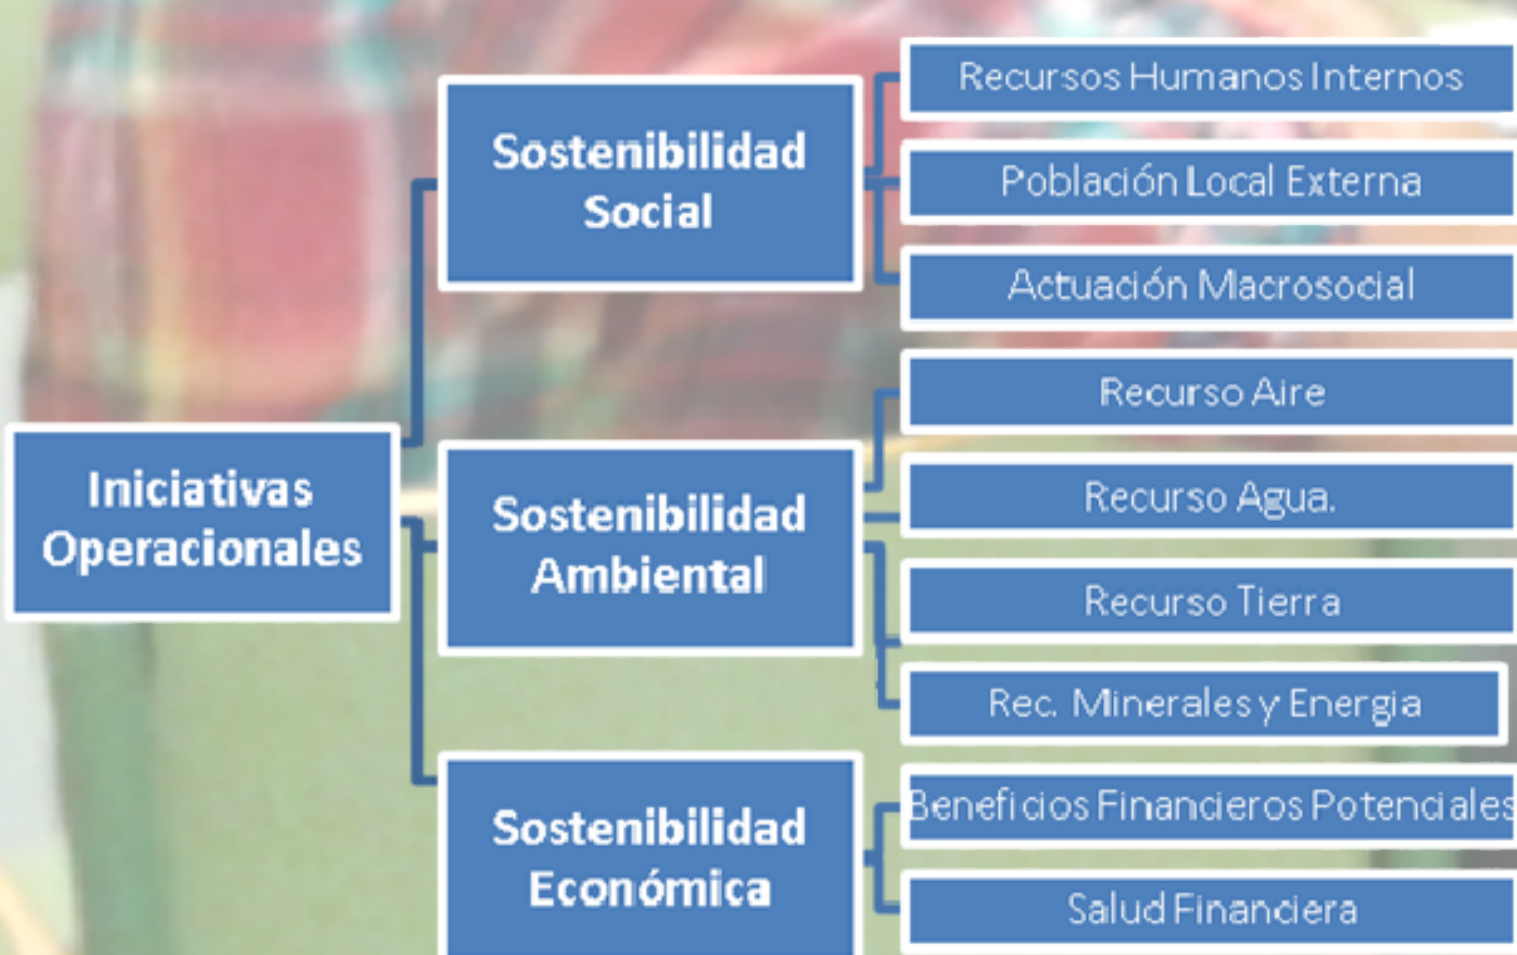 Iniciativas
Operacionales
Sostenibilidad
Social
Recursos Humanos Internos
Población Local Externa
Actuación Macrosocial
Sostenibilidad
Ambiental
Recurso Aire
Recurso Agua.
Recurso Tierra
Rec. Minerales y Energia
Sostenibilidad
Económica
Beneficios Financieros Potenciales
Salud Financiera